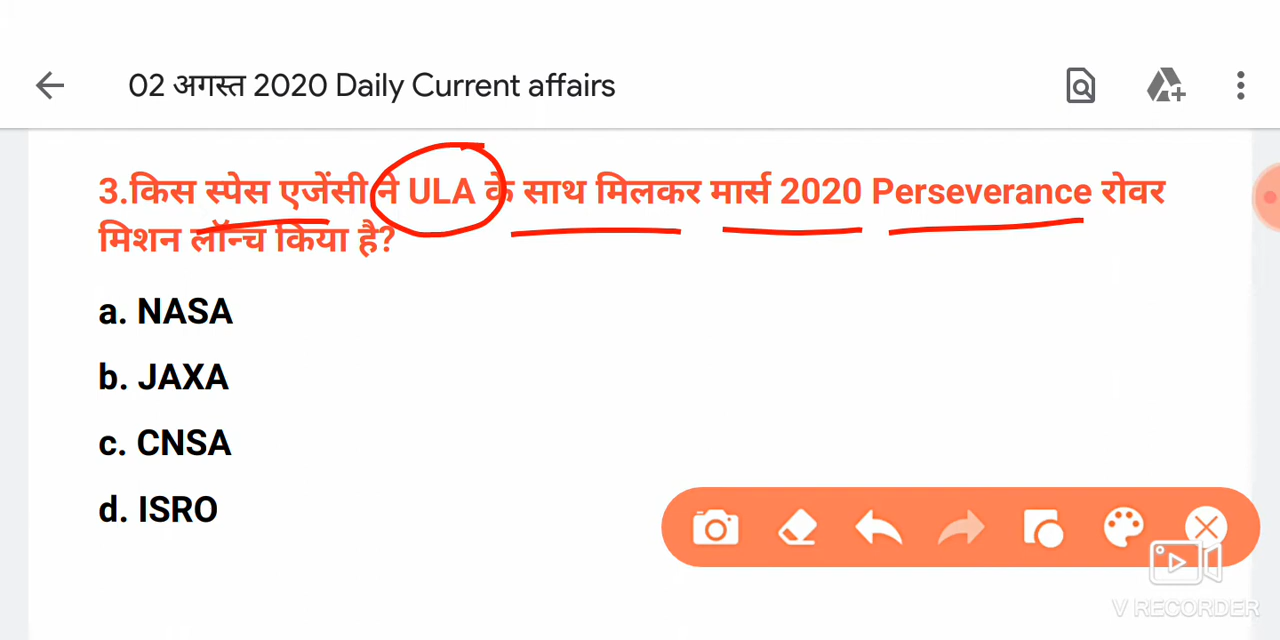 02 अगस्त 2020 Daily Current affairs
3.किस स्पेस एजेंसी ने ULA के साथ मिलकर मार्स 2020 Perseverance रोवर
मिशन लॉन्च किया है?
a. NASA
b. JAXA
c. CNSA
d. ISRO
V RECORDER